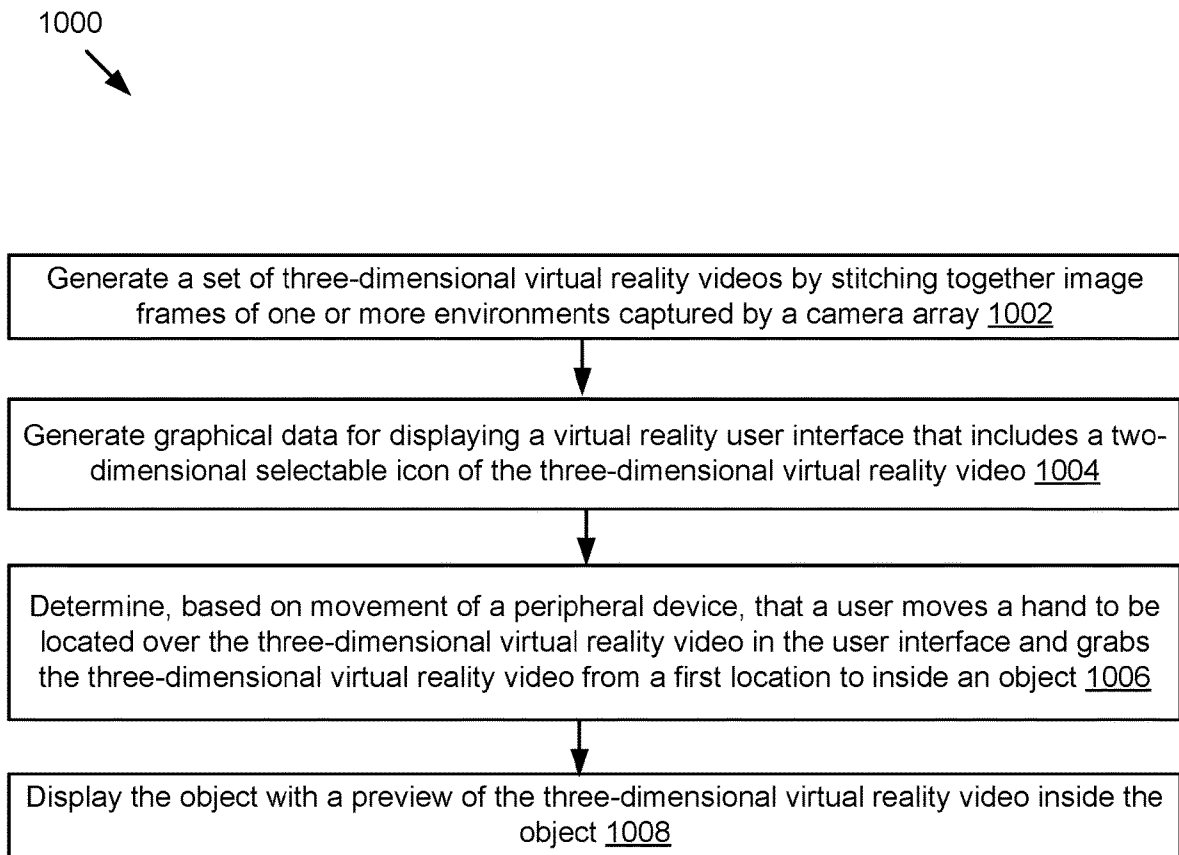 1000
Generate a set of three-dimensional virtual reality videos by stitching together image
frames of one or more environments captured by a camera array 1002
Generate graphical data for displaying a virtual reality user interface that includes a two-
dimensional selectable icon of the three-dimensional virtual reality video 1004
Determine, based on movement of a peripheral device, that a user moves a hand to be
located over the three-dimensional virtual reality video in the user interface and grabs
the three-dimensional virtual reality video from a first location to inside an object 1006
Display the object with a preview of the three-dimensional virtual reality video inside the
object 1008